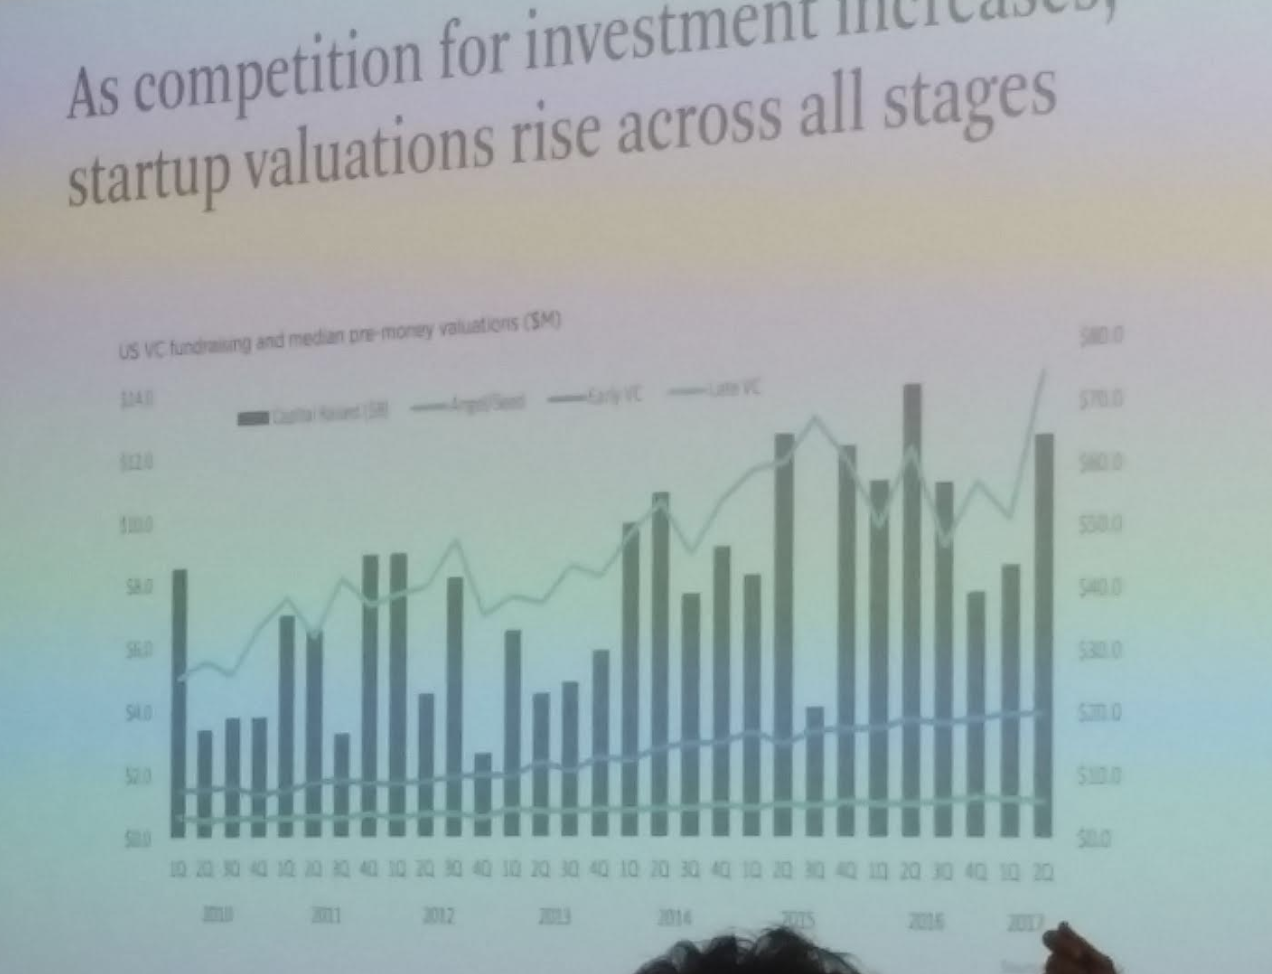 As competition for investment increases,
startup valuations rise across all stages
US VC fundraising and median pre-money valuations ($M)
$80.0
$14.0
Capital Raised ($B) Angel/Seed Early VC Late VC
$70.0
$12.0 $60.0
$10.0 $50.0
$8.0 $40.0
$6.0 $30.0
$4.0 $20.0
$2.0 $10.0
$0.0 $0.0
1Q 2Q 3Q 4Q 1Q 2Q 3Q 4Q 1Q 2Q 3Q 4Q 1Q 2Q 3Q 4Q 1Q 2Q 3Q 4Q 1Q 2Q 3Q 4Q 1Q 2Q 3Q 4Q 1Q 2Q
2010 2011 2012 2013 2014 2015 2016 2017